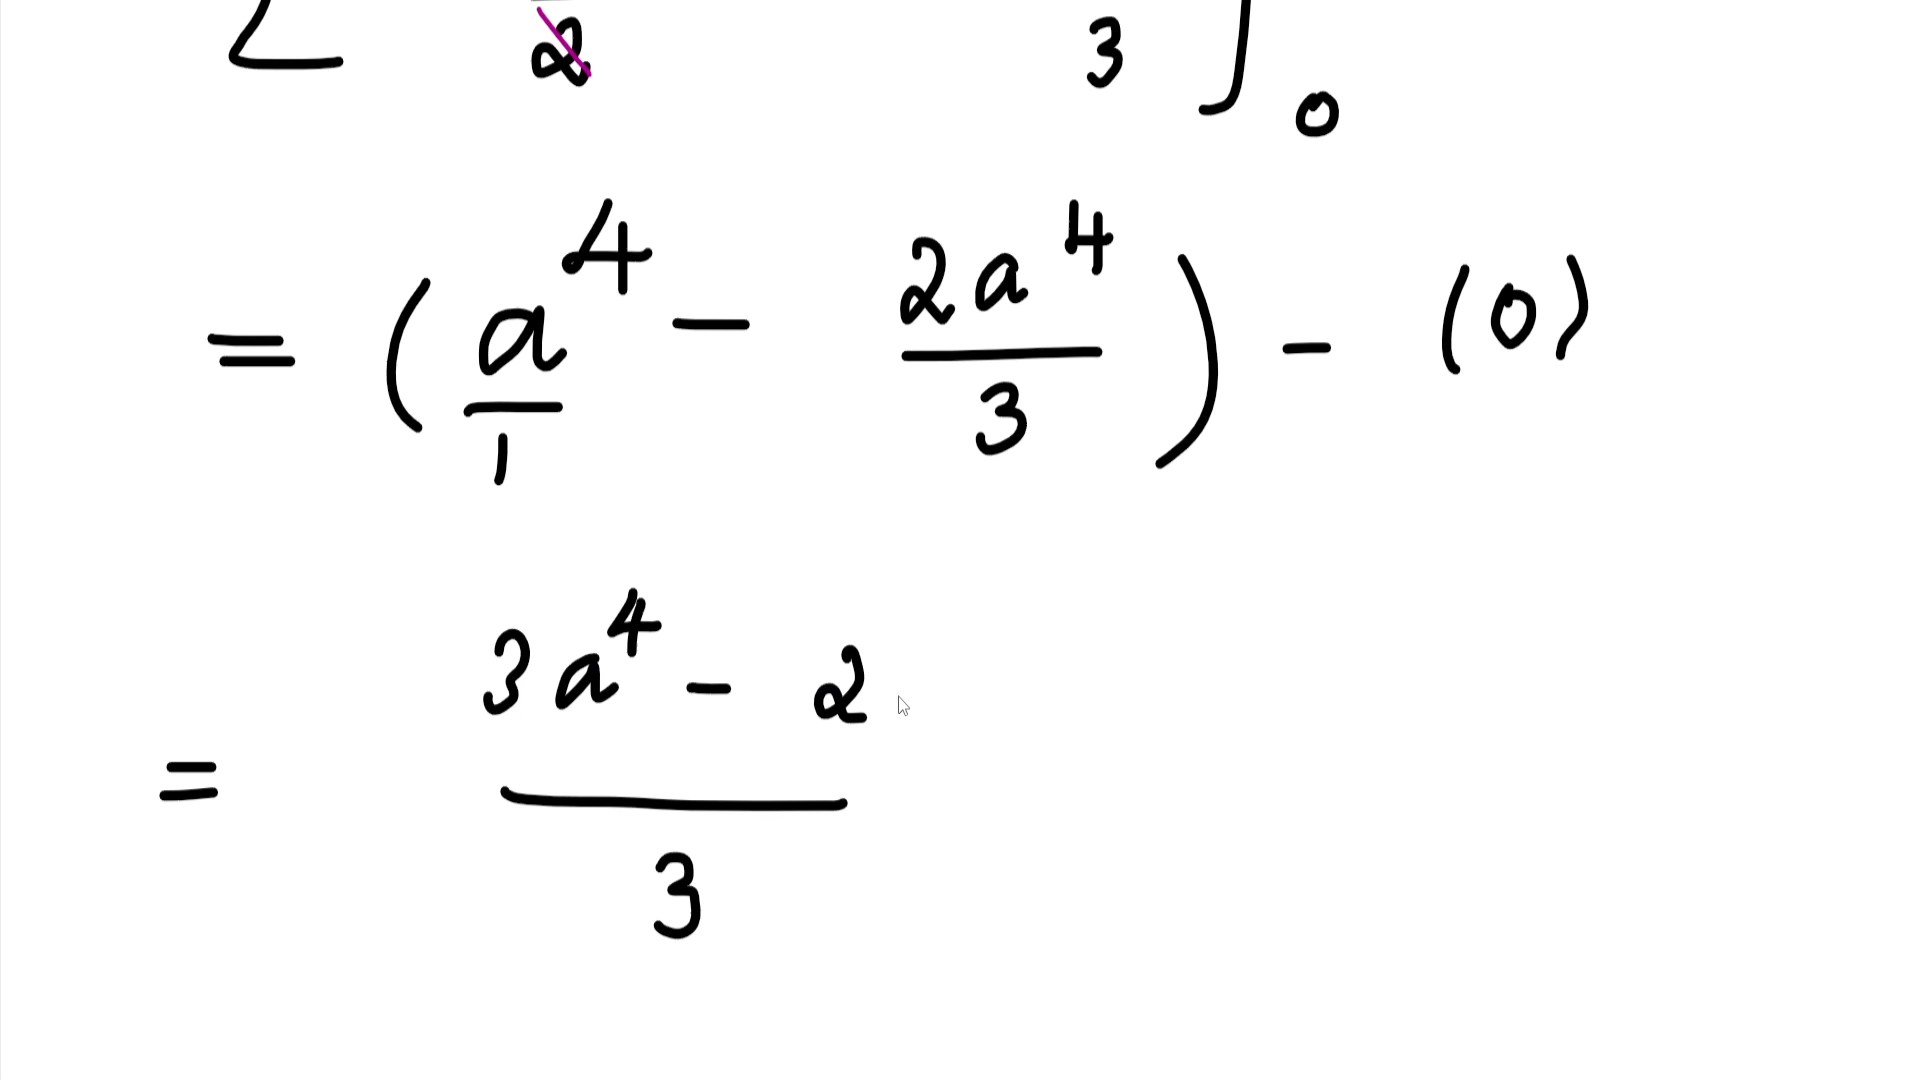 [ 2 3 ]₀
= (a⁴/1 - 2a⁴/3) - (0)
= (3a⁴ - 2)/3